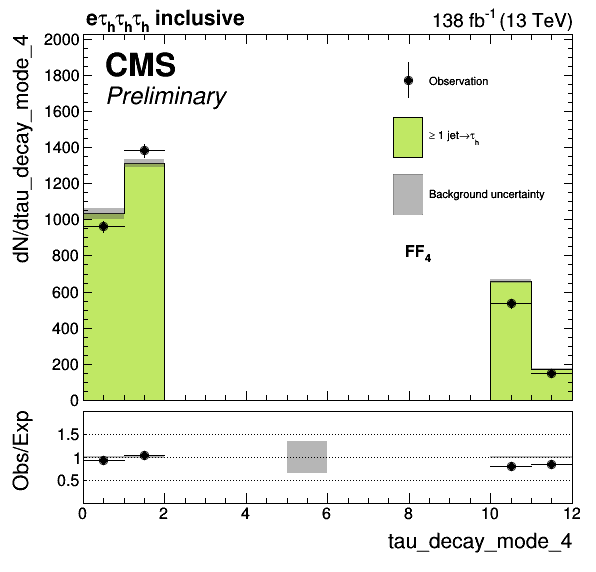 eτhτhτh inclusive
138 fb-1 (13 TeV)
CMS
Preliminary
Observation
≥ 1 jet→τh
Background uncertainty
FF4
dN/dtau_decay_mode_4
2000
1800
1600
1400
1200
1000
800
600
400
200
0
Obs/Exp
1.5
1
0.5
0 2 4 6 8 10 12
tau_decay_mode_4